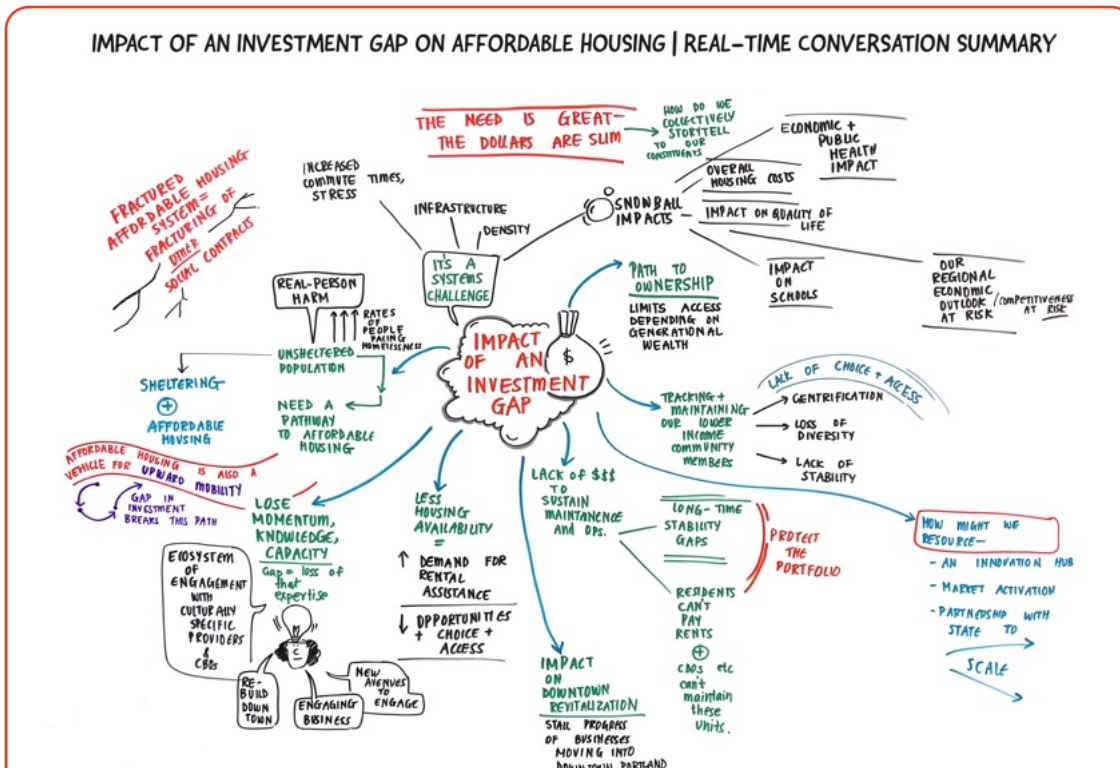 IMPACT OF AN INVESTMENT GAP ON AFFORDABLE HOUSING | REAL-TIME CONVERSATION SUMMARY
THE NEED IS GREAT—
THE DOLLARS ARE SLIM
HOW DO WE
COLLECTIVELY
STORYTELL
TO OUR
CONSTITUENTS
ECONOMIC +
PUBLIC
HEALTH
IMPACT
OVERALL
HOUSING COSTS
SNOWBALL
IMPACTS
IMPACT ON QUALITY OF
LIFE
IMPACT
ON
SCHOOLS
OUR
REGIONAL
ECONOMIC
OUTLOOK / COMPETITIVENESS
AT RISK AT RISK
FRACTURED
AFFORDABLE HOUSING
SYSTEM =
FRACTURING OF
OTHER
SOCIAL CONTRACTS
INCREASED
COMMUTE TIMES,
STRESS
INFRASTRUCTURE
DENSITY
IT'S A
SYSTEMS
CHALLENGE
REAL-PERSON
HARM
RATES
OF
PEOPLE
FACING
HOMELESSNESS
UNSHELTERED
POPULATION
SHELTERING
+
AFFORDABLE
HOUSING
NEED A
PATHWAY
TO AFFORDABLE
HOUSING
IMPACT
OF AN
INVESTMENT
GAP
$
PATH TO
OWNERSHIP
LIMITS ACCESS
DEPENDING ON
GENERATIONAL
WEALTH
TRACKING +
MAINTAINING
OUR LOWER
INCOME
COMMUNITY
MEMBERS
LACK OF CHOICE + ACCESS
GENTRIFICATION
LOSS OF
DIVERSITY
LACK OF
STABILITY
AFFORDABLE HOUSING IS ALSO A
VEHICLE FOR UPWARD MOBILITY
GAP IN
INVESTMENT
BREAKS THIS PATH
LOSE
MOMENTUM,
KNOWLEDGE,
CAPACITY
Gap = loss of
that
expertise
ECOSYSTEM
OF
ENGAGEMENT
WITH
CULTURALLY
SPECIFIC
PROVIDERS
&
CBOs
RE-
BUILD
DOWN
TOWN
ENGAGING
BUSINESS
NEW
AVENUES TO
ENGAGE
LESS
HOUSING
AVAILABILITY
=
↑ DEMAND FOR
RENTAL
ASSISTANCE
↓ OPPORTUNITIES
+ CHOICE +
ACCESS
LACK OF $$$
TO
SUSTAIN
MAINTANENCE
AND OPS.
LONG-TIME
STABILITY
GAPS
PROTECT
THE
PORTFOLIO
RESIDENTS
CAN'T
PAY
RENTS
+
CBOs etc
can't
maintain
these
units.
IMPACT
ON
DOWNTOWN
REVITALIZATION
STALL PROGRESS
OF BUSINESSES
MOVING INTO
DOWNTOWN PORTLAND
HOW MIGHT WE
RESOURCE—
- AN INNOVATION HUB
- MARKET ACTIVATION
- PARTNERSHIP WITH
STATE TO
SCALE